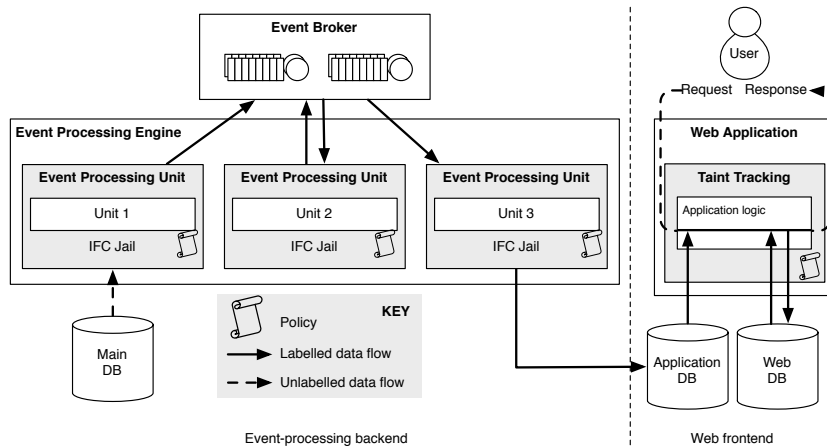 Event Broker
User
Request Response
Event Processing Engine
Web Application
Event Processing Unit
Event Processing Unit
Event Processing Unit
Taint Tracking
Unit 1
Unit 2
Unit 3
Application logic
IFC Jail
IFC Jail
IFC Jail
KEY
Policy
Labelled data flow
Unlabelled data flow
Main
DB
Application
DB
Web
DB
Event-processing backend
Web frontend